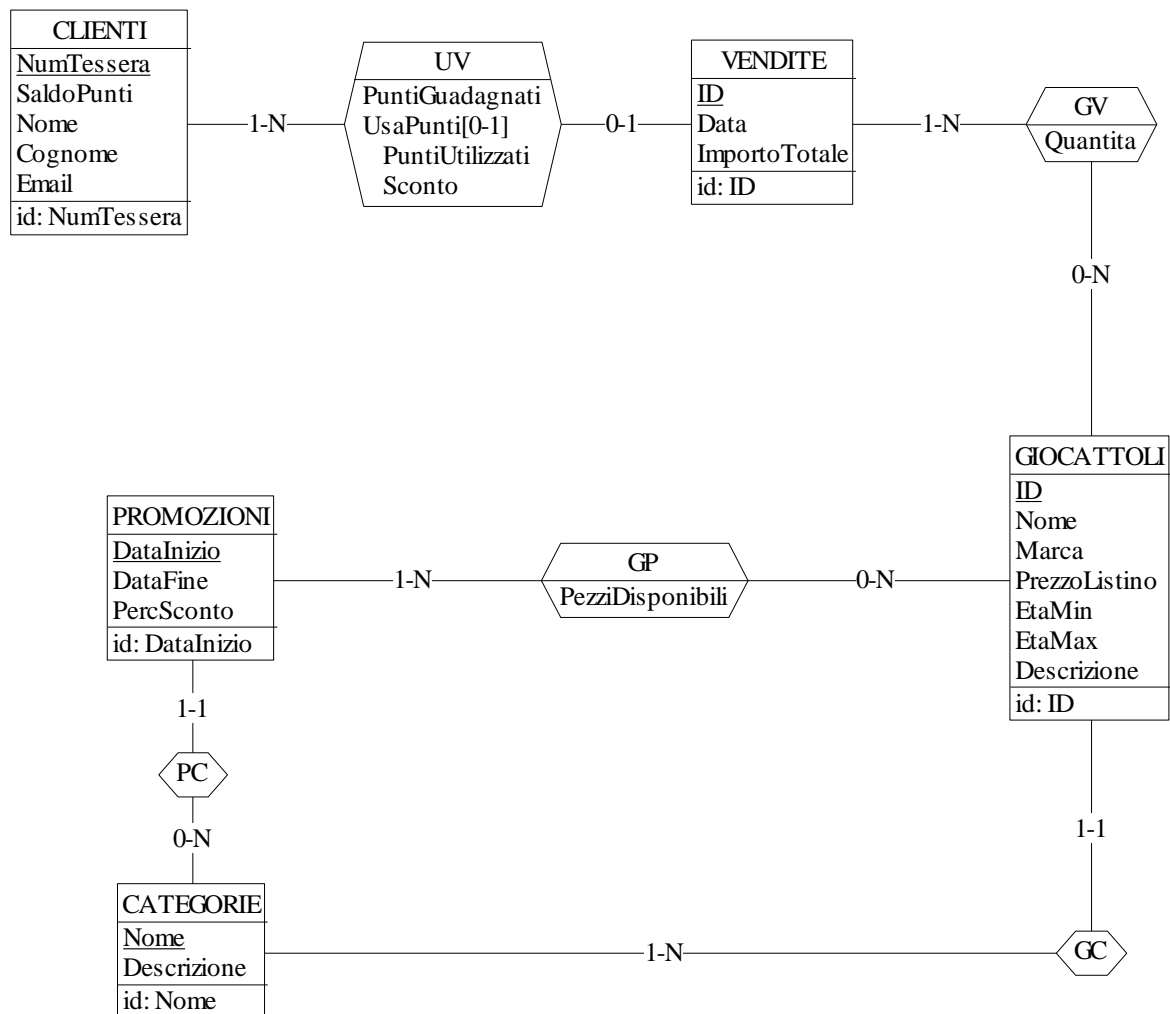 CLIENTI
NumTessera
SaldoPunti
Nome
Cognome
Email
id: NumTessera
1-N
UV
PuntiGuadagnati
UsaPunti[0-1]
PuntiUtilizzati
Sconto
0-1
VENDITE
ID
Data
ImportoTotale
id: ID
1-N
GV
Quantita
0-N
GIOCATTOLI
ID
Nome
Marca
PrezzoListino
EtaMin
EtaMax
Descrizione
id: ID
PROMOZIONI
DataInizio
DataFine
PercSconto
id: DataInizio
1-N
GP
PezziDisponibili
0-N
1-1
PC
0-N
1-1
CATEGORIE
Nome
Descrizione
id: Nome
1-N
GC